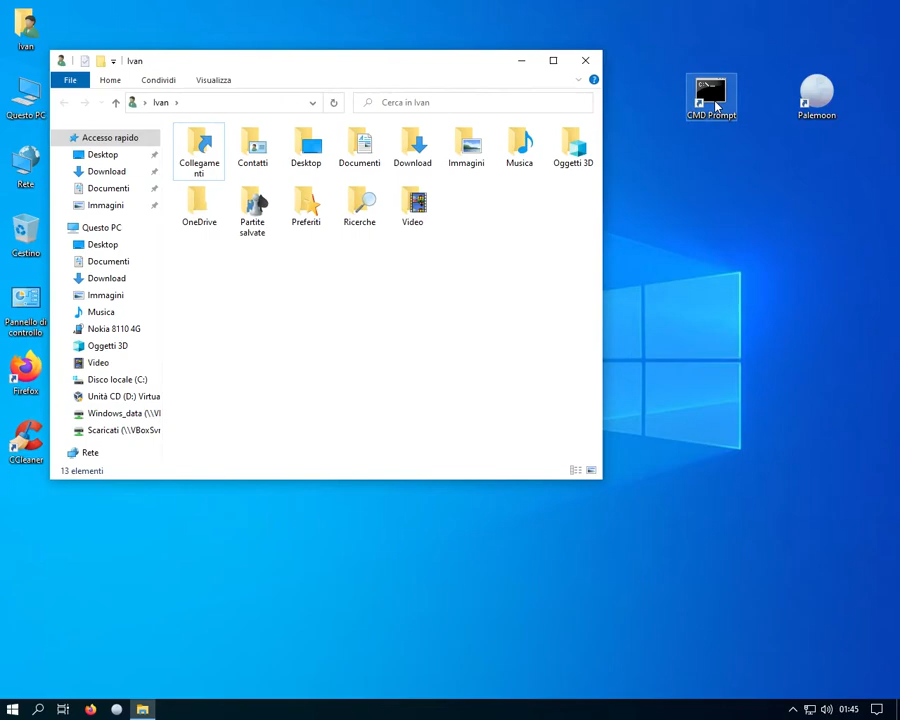 Ivan
Questo PC
Rete
Cestino
Pannello di
controllo
Firefox
CCleaner
Ivan
File
Home
Condividi
Visualizza
Ivan
Cerca in Ivan
Accesso rapido
Desktop
Download
Documenti
Immagini
Questo PC
Desktop
Documenti
Download
Immagini
Musica
Nokia 8110 4G
Oggetti 3D
Video
Disco locale (C:)
Unità CD (D:) Virtua
Windows_data (\\VI
Scaricati (\\VBoxSvr
Rete
Collegame
nti
Contatti
Desktop
Documenti
Download
Immagini
Musica
Oggetti 3D
OneDrive
Partite
salvate
Preferiti
Ricerche
Video
13 elementi
C:\_
CMD Prompt
Palemoon
01:45